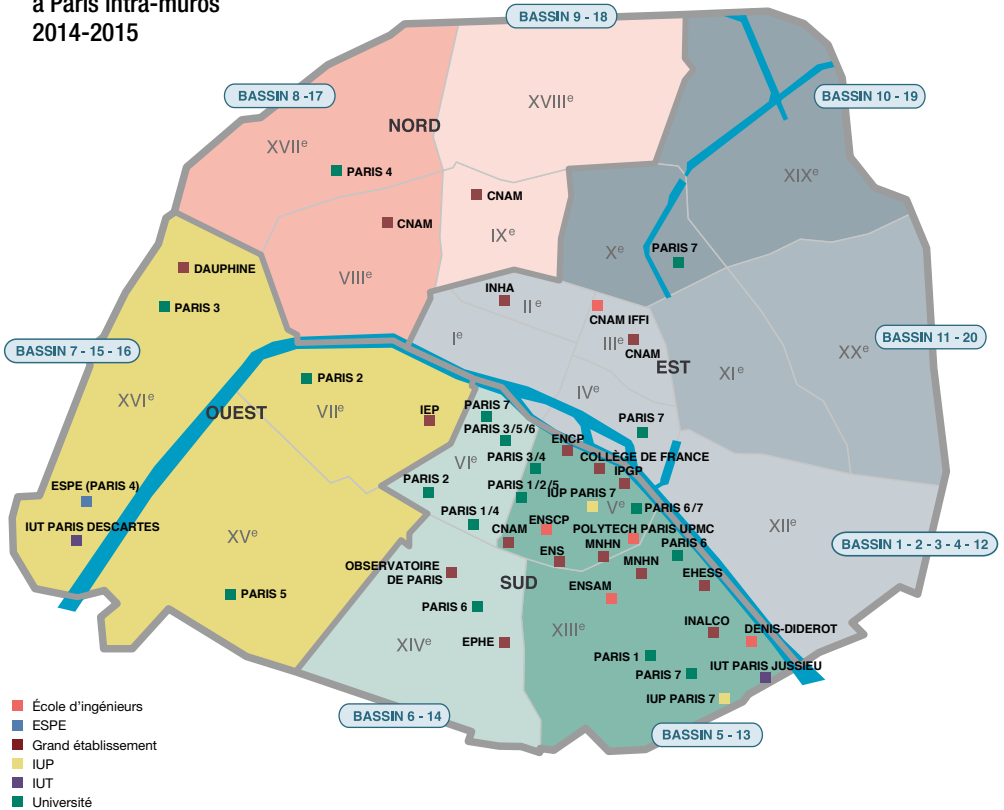 à Paris intra-muros
2014-2015
BASSIN 9 - 18
BASSIN 8 -17
BASSIN 10 - 19
XVIIIe
NORD
XVIIe
PARIS 4
XIXe
CNAM
CNAM
IXe
Xe
PARIS 7
VIIIe
DAUPHINE
PARIS 3
INHA
IIe
CNAM IFFI
Ie
IIIe
CNAM
BASSIN 7 - 15 - 16
BASSIN 11 - 20
XXe
EST
XIe
PARIS 2
IVe
XVIe
OUEST
VIIe
IEP
PARIS 7
PARIS 7
PARIS 3/5/6
ENCP
COLLÈGE DE FRANCE
VIe
PARIS 3/4
IPGP
ESPE (PARIS 4)
PARIS 2
PARIS 1/2/5
IUP PARIS 7
Ve
PARIS 6/7
IUT PARIS DESCARTES
PARIS 1/4
ENSCP
POLYTECH PARIS UPMC
XIIe
XVe
CNAM
ENS
MNHN
PARIS 6
BASSIN 1 - 2 - 3 - 4 - 12
OBSERVATOIRE
DE PARIS
SUD
MNHN
EHESS
ENSAM
PARIS 5
PARIS 6
XIIIe
INALCO
DENIS-DIDEROT
XIVe
EPHE
PARIS 1
IUT PARIS JUSSIEU
PARIS 7
IUP PARIS 7
BASSIN 6 - 14
BASSIN 5 - 13
École d'ingénieurs
ESPE
Grand établissement
IUP
IUT
Université